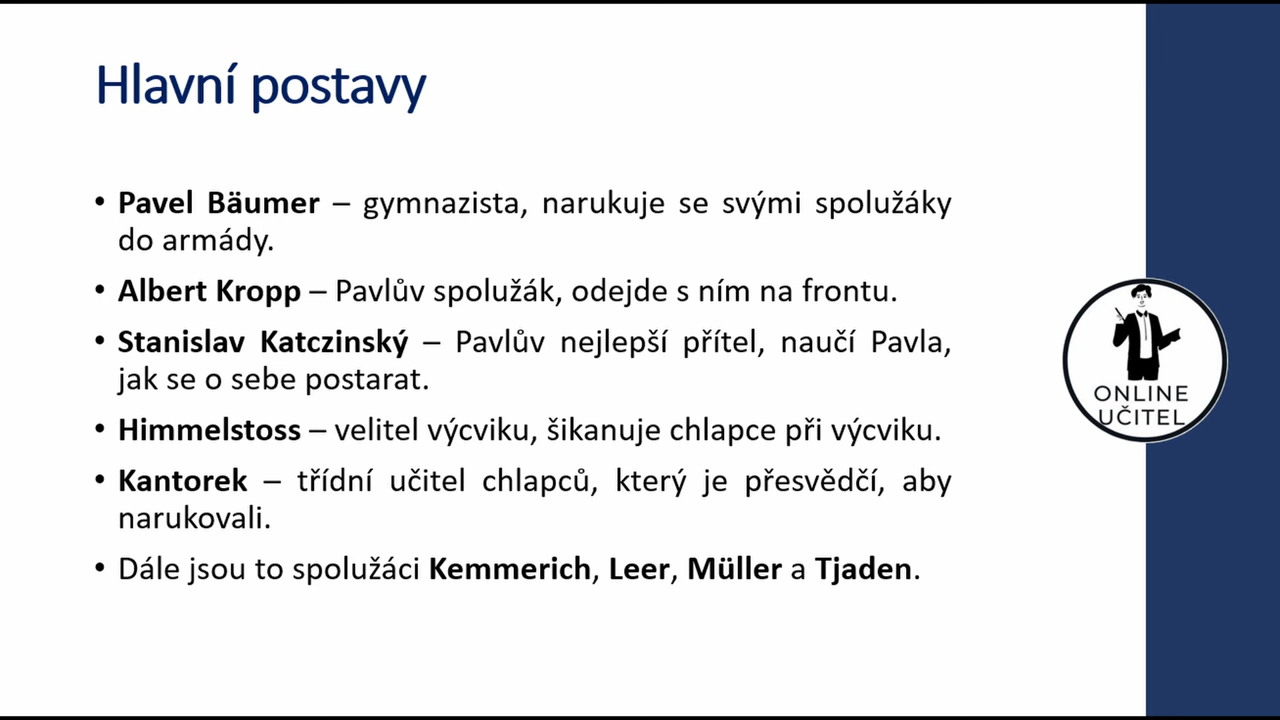 Hlavní postavy
• Pavel Bäumer – gymnazista, narukuje se svými spolužáky
do armády.
• Albert Kropp – Pavlův spolužák, odejde s ním na frontu.
• Stanislav Katczinský – Pavlův nejlepší přítel, naučí Pavla,
jak se o sebe postarat.
• Himmelstoss – velitel výcviku, šikanuje chlapce při výcviku.
• Kantorek – třídní učitel chlapců, který je přesvědčí, aby
narukovali.
• Dále jsou to spolužáci Kemmerich, Leer, Müller a Tjaden.
ONLINE
UČITEL